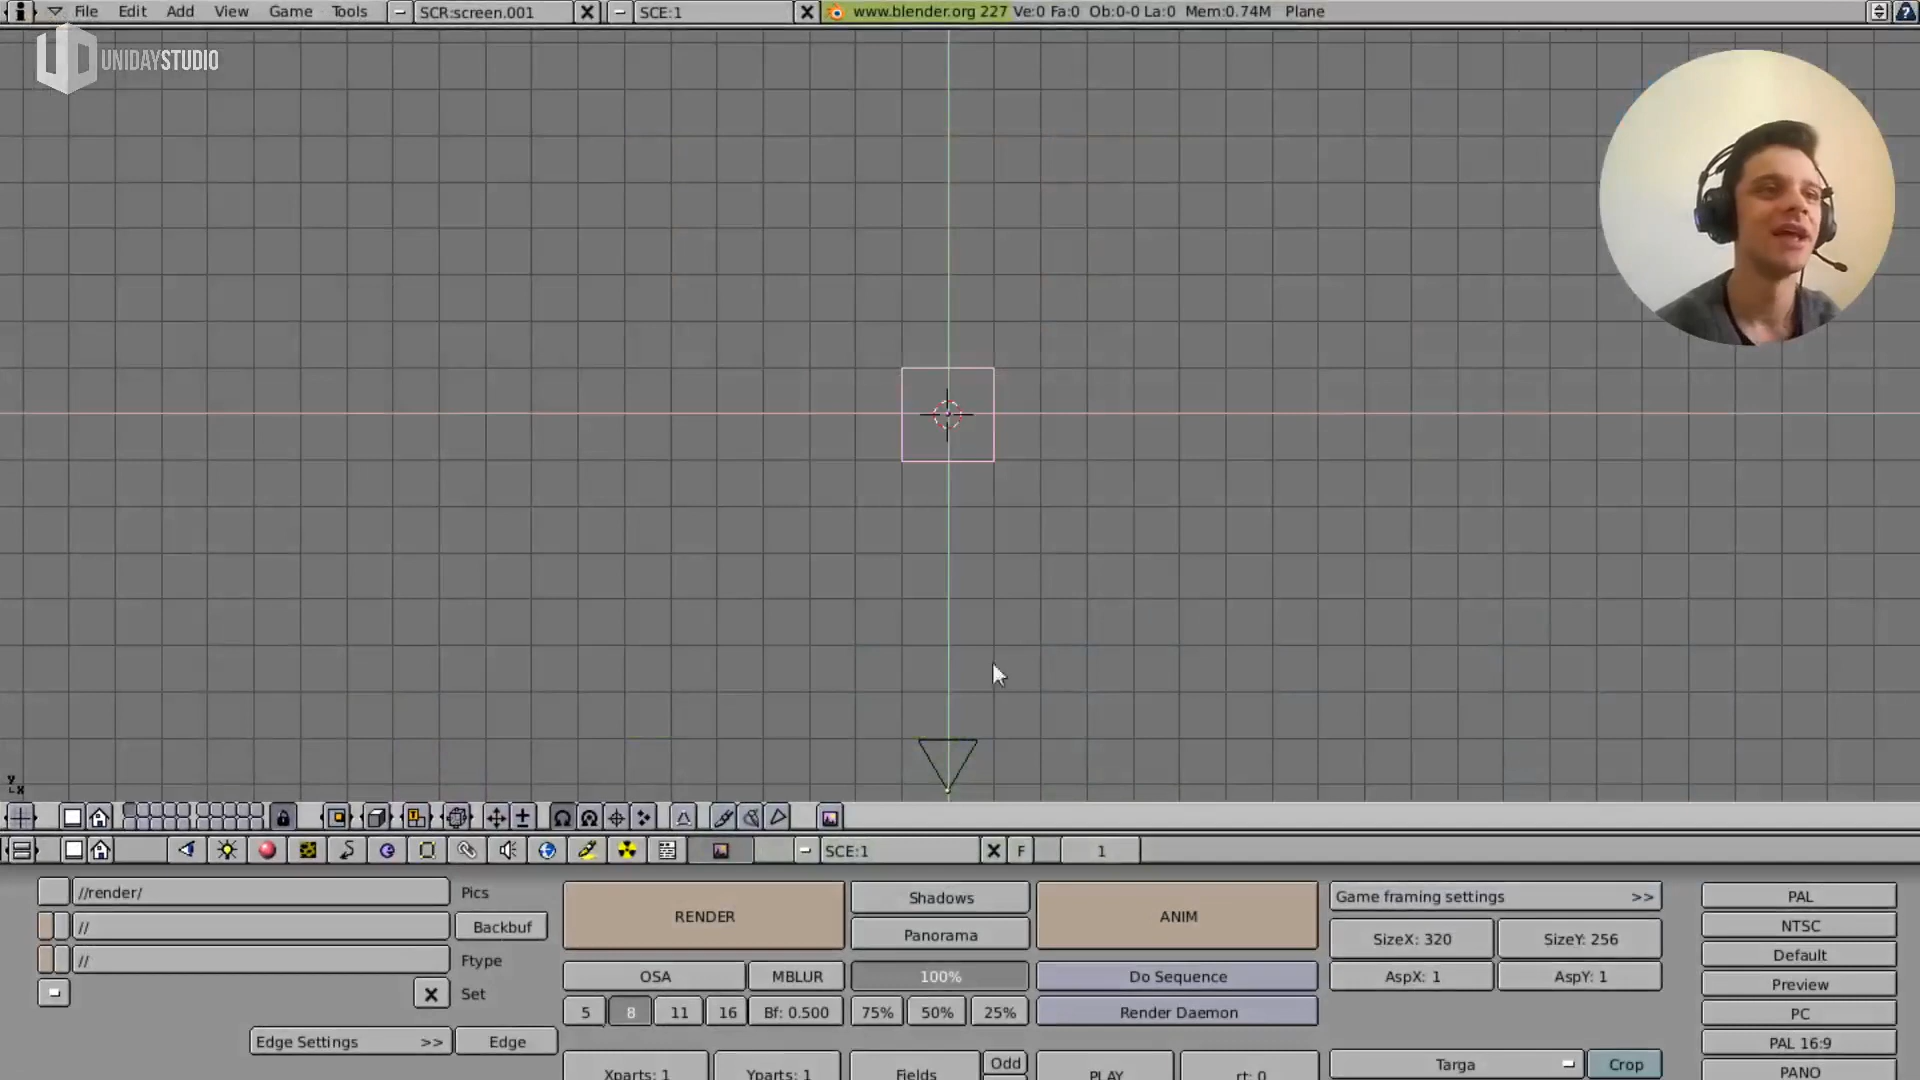 File Edit Add View Game Tools SCR:screen.001 SCE:1 www.blender.org 227 Ve:0 Fa:0 Ob:0-0 La:0 Mem:0.74M Plane
UNIDAYSTUDIO
SCE:1 F 1
//render/ Pics
// Backbuf
// Ftype
Set
Edge Settings >> Edge
RENDER
Shadows
Panorama
ANIM
OSA MBLUR 100% Do Sequence
5 8 11 16 Bf: 0.500 75% 50% 25% Render Daemon
Xparts: 1 Yparts: 1 Fields Odd PLAY rt: 0
Game framing settings >>
SizeX: 320 SizeY: 256
AspX: 1 AspY: 1
Targa Crop
PAL
NTSC
Default
Preview
PC
PAL 16:9
PANO